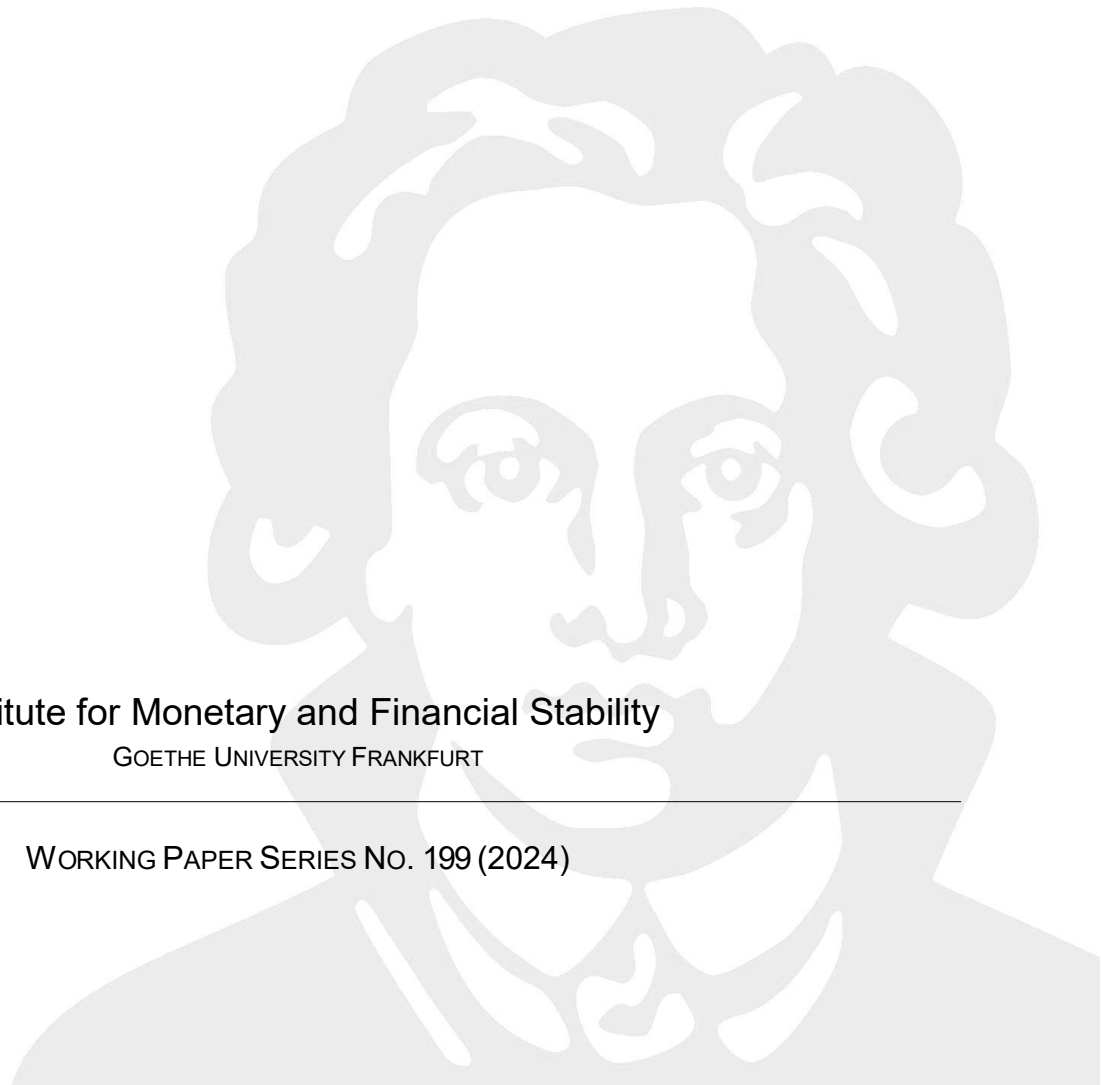 itute for Monetary and Financial Stability
GOETHE UNIVERSITY FRANKFURT
WORKING PAPER SERIES NO. 199 (2024)